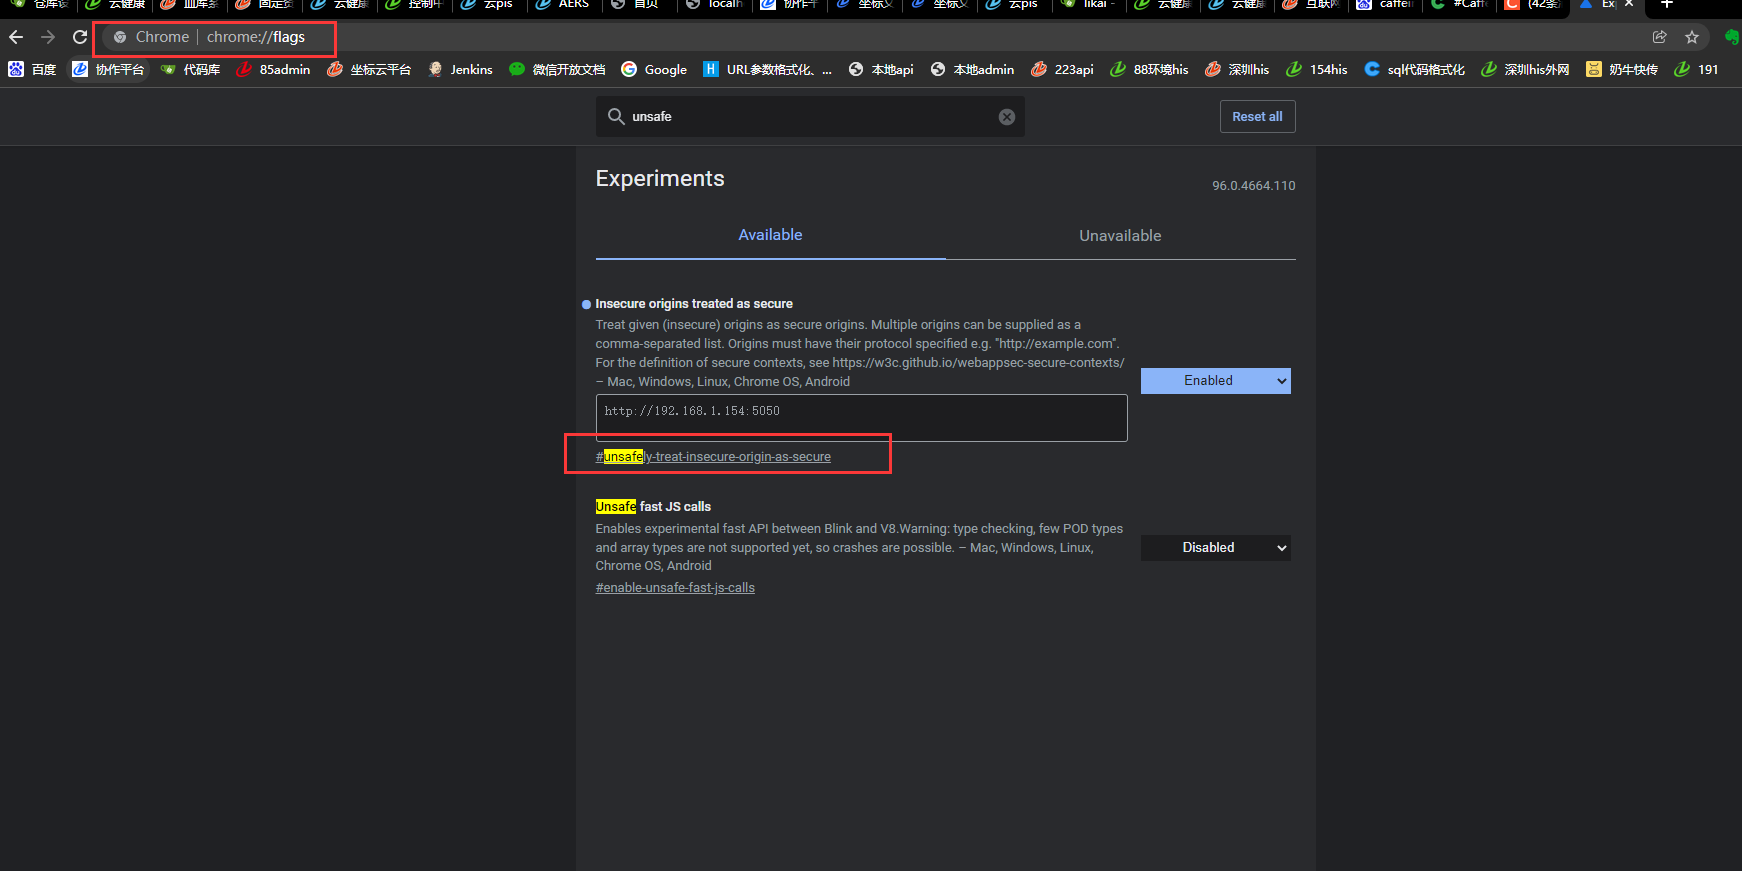 云健康
固定资
云健康
控制中
云pis
AERS
首页
localh
协作平
坐标
坐标
云pis
likai -
云健康
云健康
互联网
caffei
#Caff
(42条
Ex
Chrome | chrome://flags
百度 协作平台 代码库 85admin 坐标云平台 Jenkins 微信开放文档 Google URL参数格式化、... 本地api 本地admin 223api 88环境his 深圳his 154his sql代码格式化 深圳his外网 奶牛快传 191
unsafe
Reset all
Experiments
96.0.4664.110
Available
Unavailable
Insecure origins treated as secure
Treat given (insecure) origins as secure origins. Multiple origins can be supplied as a
comma-separated list. Origins must have their protocol specified e.g. "http://example.com".
For the definition of secure contexts, see https://w3c.github.io/webappsec-secure-contexts/
– Mac, Windows, Linux, Chrome OS, Android
Enabled
http://192.168.1.154:5050
#unsafely-treat-insecure-origin-as-secure
Unsafe fast JS calls
Enables experimental fast API between Blink and V8.Warning: type checking, few POD types
and array types are not supported yet, so crashes are possible. – Mac, Windows, Linux,
Chrome OS, Android
Disabled
#enable-unsafe-fast-js-calls